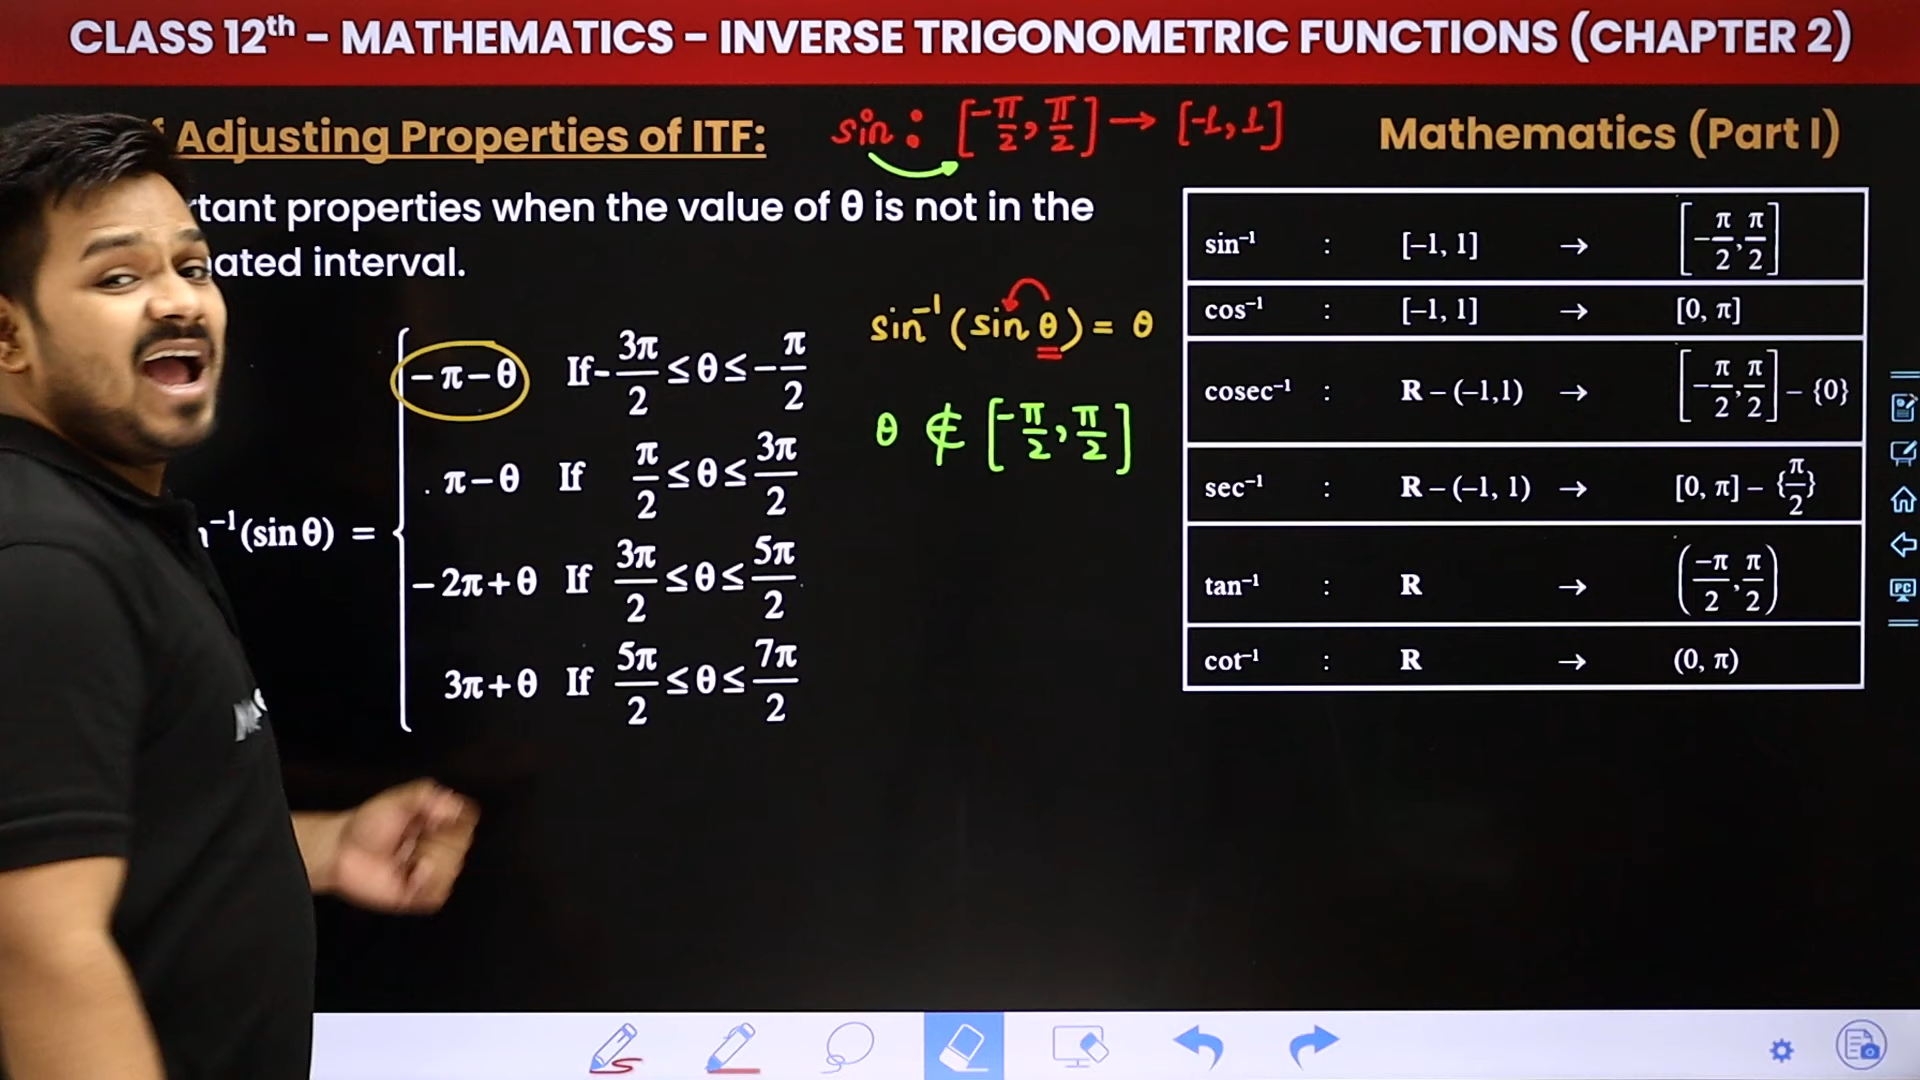 CLASS 12th – MATHEMATICS – INVERSE TRIGONOMETRIC FUNCTIONS (CHAPTER 2)
Adjusting Properties of ITF:
sin : [-π/2, π/2] → [-1, 1]
Mathematics (Part I)
properties when the value of θ is not in the
interval.
sin⁻¹(sin θ) = θ
θ ∉ [-π/2, π/2]
⁻¹(sin θ) =
-π-θ If -3π/2 ≤ θ ≤ -π/2
π-θ If π/2 ≤ θ ≤ 3π/2
-2π+θ If 3π/2 ≤ θ ≤ 5π/2
3π+θ If 5π/2 ≤ θ ≤ 7π/2
sin⁻¹ : [–1, 1] → [-π/2, π/2]
cos⁻¹ : [–1, 1] → [0, π]
cosec⁻¹ : R – (–1,1) → [-π/2, π/2] – {0}
sec⁻¹ : R – (–1, 1) → [0, π] – {π/2}
tan⁻¹ : R → (-π/2, π/2)
cot⁻¹ : R → (0, π)
PC